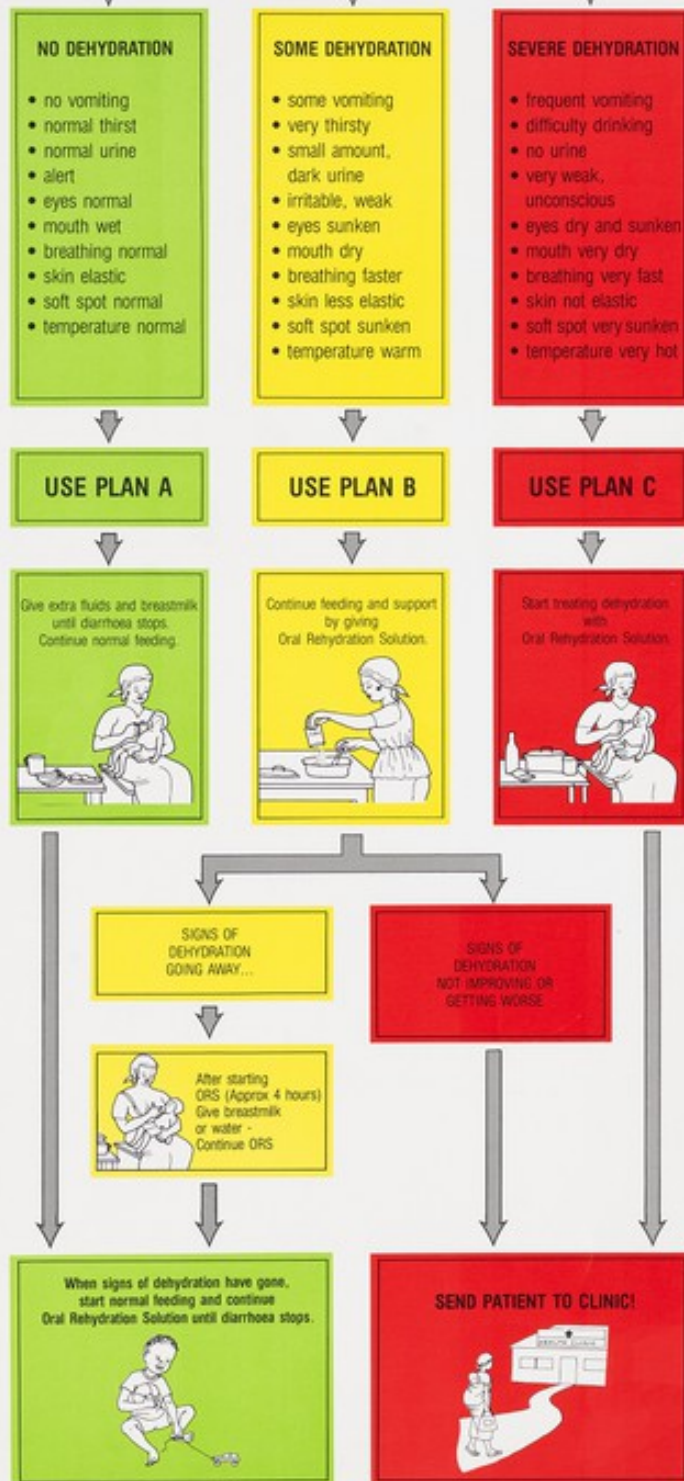 NO DEHYDRATION
• no vomiting
• normal thirst
• normal urine
• alert
• eyes normal
• mouth wet
• breathing normal
• skin elastic
• soft spot normal
• temperature normal
SOME DEHYDRATION
• some vomiting
• very thirsty
• small amount,
dark urine
• irritable, weak
• eyes sunken
• mouth dry
• breathing faster
• skin less elastic
• soft spot sunken
• temperature warm
SEVERE DEHYDRATION
• frequent vomiting
• difficulty drinking
• no urine
• very weak,
unconscious
• eyes dry and sunken
• mouth very dry
• breathing very fast
• skin not elastic
• soft spot very sunken
• temperature very hot
USE PLAN A
USE PLAN B
USE PLAN C
Give extra fluids and breastmilk
until diarrhoea stops.
Continue normal feeding.
Continue feeding and support
by giving
Oral Rehydration Solution.
Start treating dehydration
with
Oral Rehydration Solution.
SIGNS OF
DEHYDRATION
GOING AWAY...
SIGNS OF
DEHYDRATION
NOT IMPROVING OR
GETTING WORSE
After starting
ORS (Approx 4 hours)
Give breastmilk
or water -
Continue ORS
When signs of dehydration have gone,
start normal feeding and continue
Oral Rehydration Solution until diarrhoea stops.
SEND PATIENT TO CLINIC!
HEALTH CLINIC